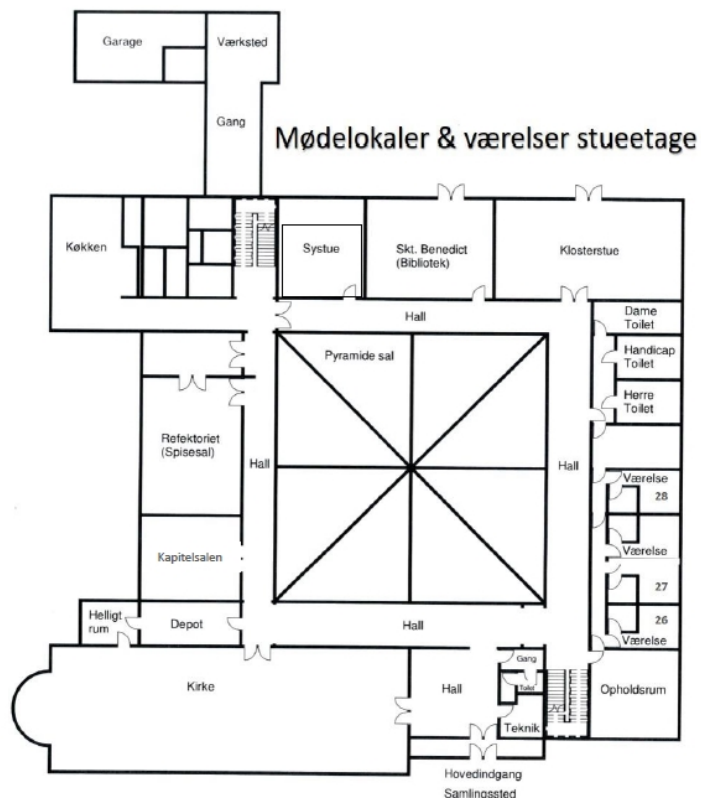 Garage
Værksted
Gang
Mødelokaler & værelser stueetage
Køkken
Systue
Skt. Benedict
(Bibliotek)
Klosterstue
Hall
Dame
Toilet
Pyramide sal
Handicap
Toilet
Herre
Toilet
Refektoriet
(Spisesal)
Hall
Hall
Værelse
28
Kapitelsalen
Værelse
27
26
Værelse
Helligt
rum
Depot
Hall
Gang
Kirke
Hall
Toilet
Opholdsrum
Teknik
Hovedindgang
Samlingssted